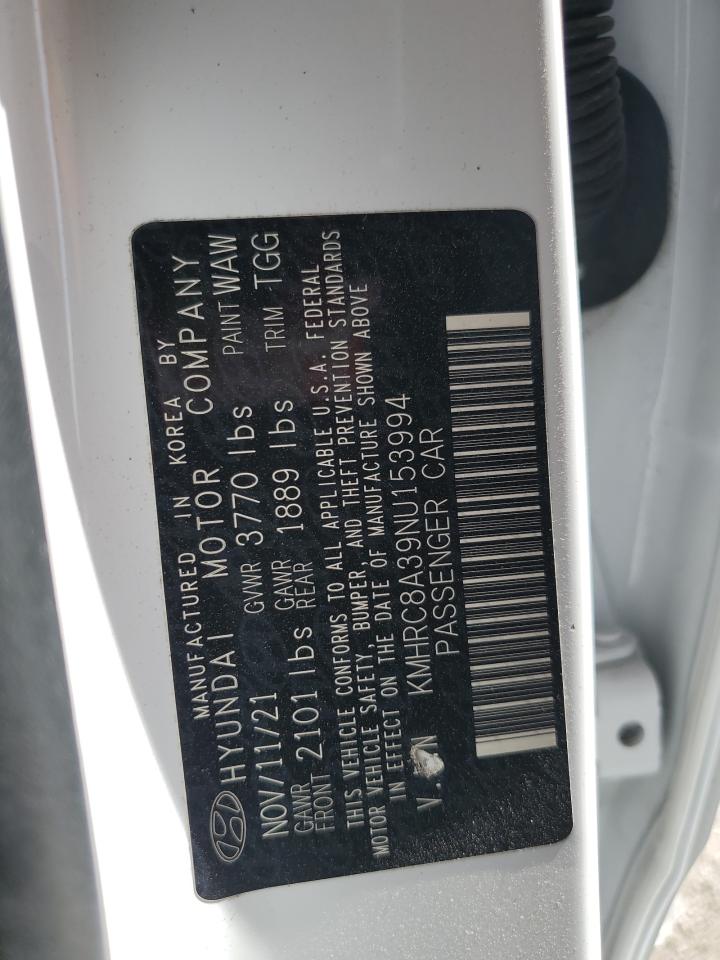 MANUFACTURED IN KOREA BY
HYUNDAI MOTOR COMPANY
NOV/11/21 GVWR 3770 lbs PAINT WAW
GAWR FRONT 2101 lbs GAWR REAR 1889 lbs TRIM TGG
THIS VEHICLE CONFORMS TO ALL APPLICABLE U.S.A. FEDERAL
MOTOR VEHICLE SAFETY, BUMPER, AND THEFT PREVENTION STANDARDS
IN EFFECT ON THE DATE OF MANUFACTURE SHOWN ABOVE
KMHRC8A39NU153994
V. N PASSENGER CAR